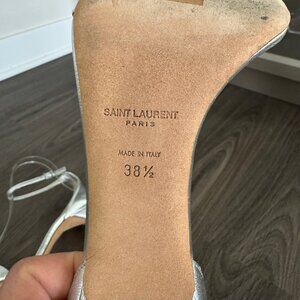 SAINT LAURENT
PARIS
MADE IN ITALY
38½